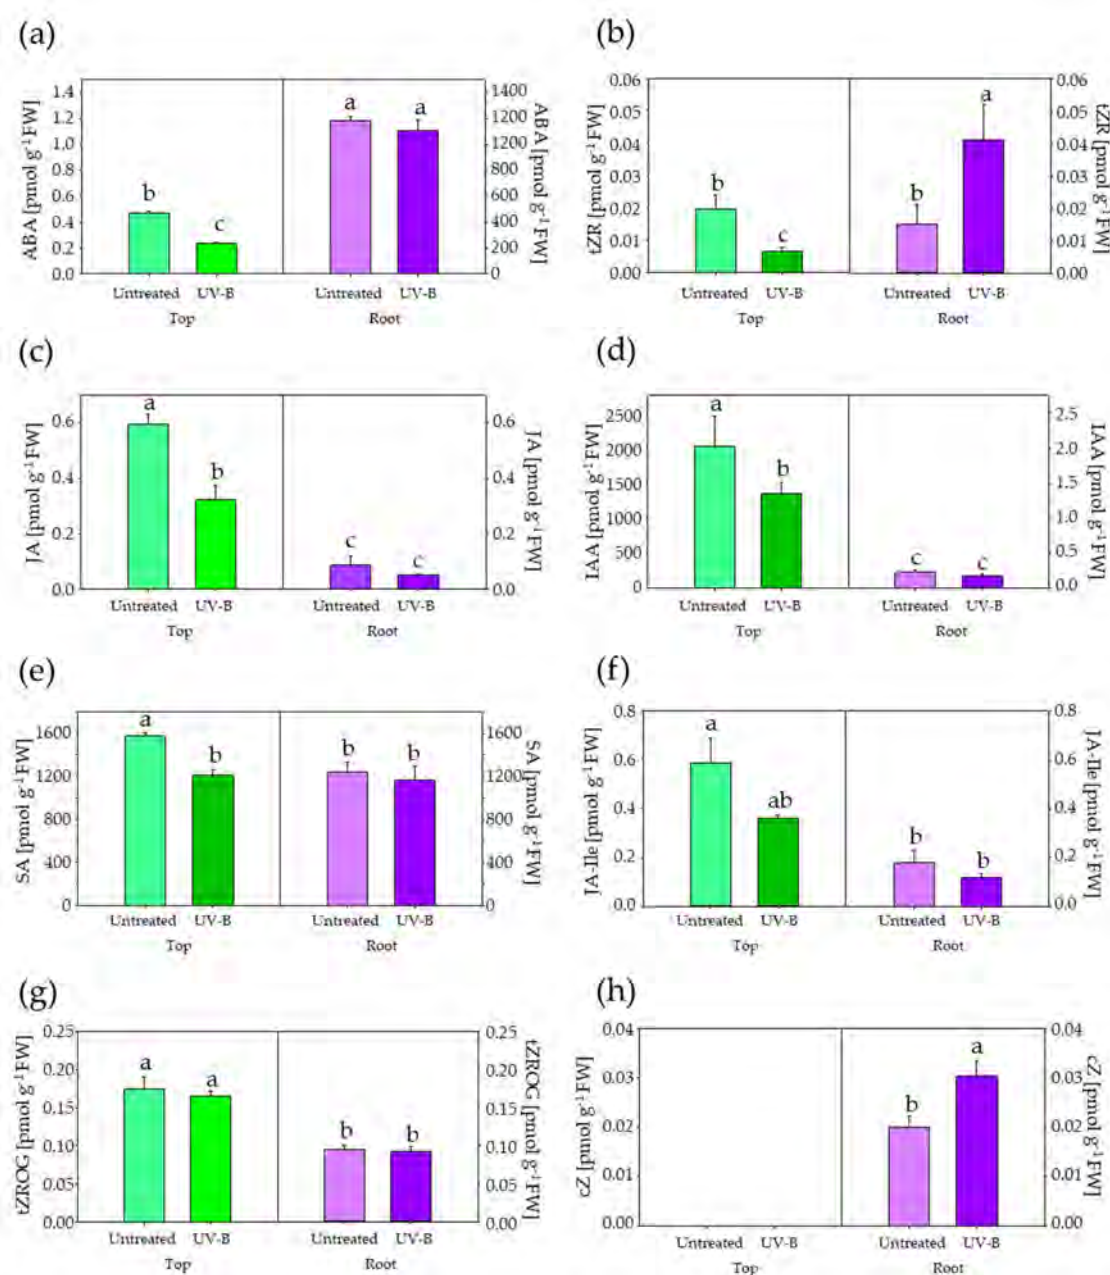 (a)
ABA [pmol g⁻¹ FW]
1.4
1.2
1.0
0.8
0.6
0.4
0.2
0.0
b
c
a
a
1400
1200
1000
800
600
400
200
0
ABA [pmol g⁻¹ FW]
Untreated UV-B Untreated UV-B
Top Root
(b)
tZR [pmol g⁻¹ FW]
0.06
0.05
0.04
0.03
0.02
0.01
0.00
b
c
b
a
0.06
0.05
0.04
0.03
0.02
0.01
0.00
tZR [pmol g⁻¹ FW]
Untreated UV-B Untreated UV-B
Top Root
(c)
JA [pmol g⁻¹ FW]
0.6
0.4
0.2
0.0
a
b
c
c
0.6
0.4
0.2
0.0
JA [pmol g⁻¹ FW]
Untreated UV-B Untreated UV-B
Top Root
(d)
IAA [pmol g⁻¹ FW]
2500
2000
1500
1000
500
0
a
b
c
c
2.5
2.0
1.5
1.0
0.5
0.0
IAA [pmol g⁻¹ FW]
Untreated UV-B Untreated UV-B
Top Root
(e)
SA [pmol g⁻¹ FW]
1600
1200
800
400
0
a
b
b
b
1600
1200
800
400
0
SA [pmol g⁻¹ FW]
Untreated UV-B Untreated UV-B
Top Root
(f)
JA-Ile [pmol g⁻¹ FW]
0.8
0.6
0.4
0.2
0.0
a
ab
b
b
0.8
0.6
0.4
0.2
0.0
JA-Ile [pmol g⁻¹ FW]
Untreated UV-B Untreated UV-B
Top Root
(g)
tZROG [pmol g⁻¹ FW]
0.25
0.20
0.15
0.10
0.05
0.00
a
a
b
b
0.25
0.20
0.15
0.10
0.05
0.00
tZROG [pmol g⁻¹ FW]
Untreated UV-B Untreated UV-B
Top Root
(h)
cZ [pmol g⁻¹ FW]
0.04
0.03
0.02
0.01
0.00
b
a
0.04
0.03
0.02
0.01
0.00
cZ [pmol g⁻¹ FW]
Untreated UV-B Untreated UV-B
Top Root